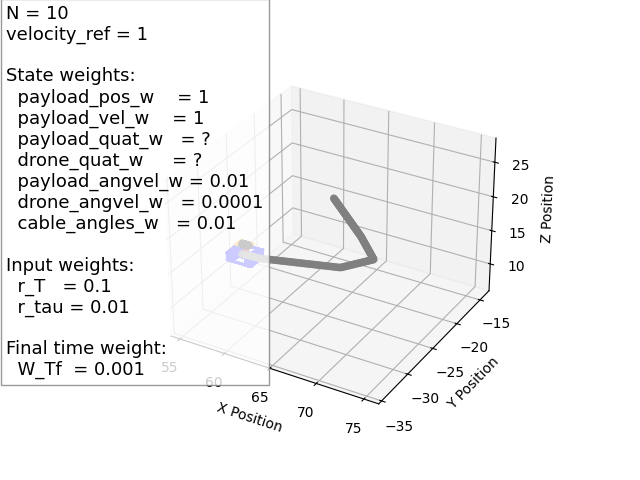 N = 10
velocity_ref = 1
State weights:
payload_pos_w = 1
payload_vel_w = 1
payload_quat_w = ?
drone_quat_w = ?
payload_angvel_w = 0.01
drone_angvel_w = 0.0001
cable_angles_w = 0.01
Input weights:
r_T = 0.1
r_tau = 0.01
Final time weight:
W_Tf = 0.001
55
60
65
70
75
X Position
−35
−30
−25
−20
−15
Y Position
10
15
20
25
Z Position